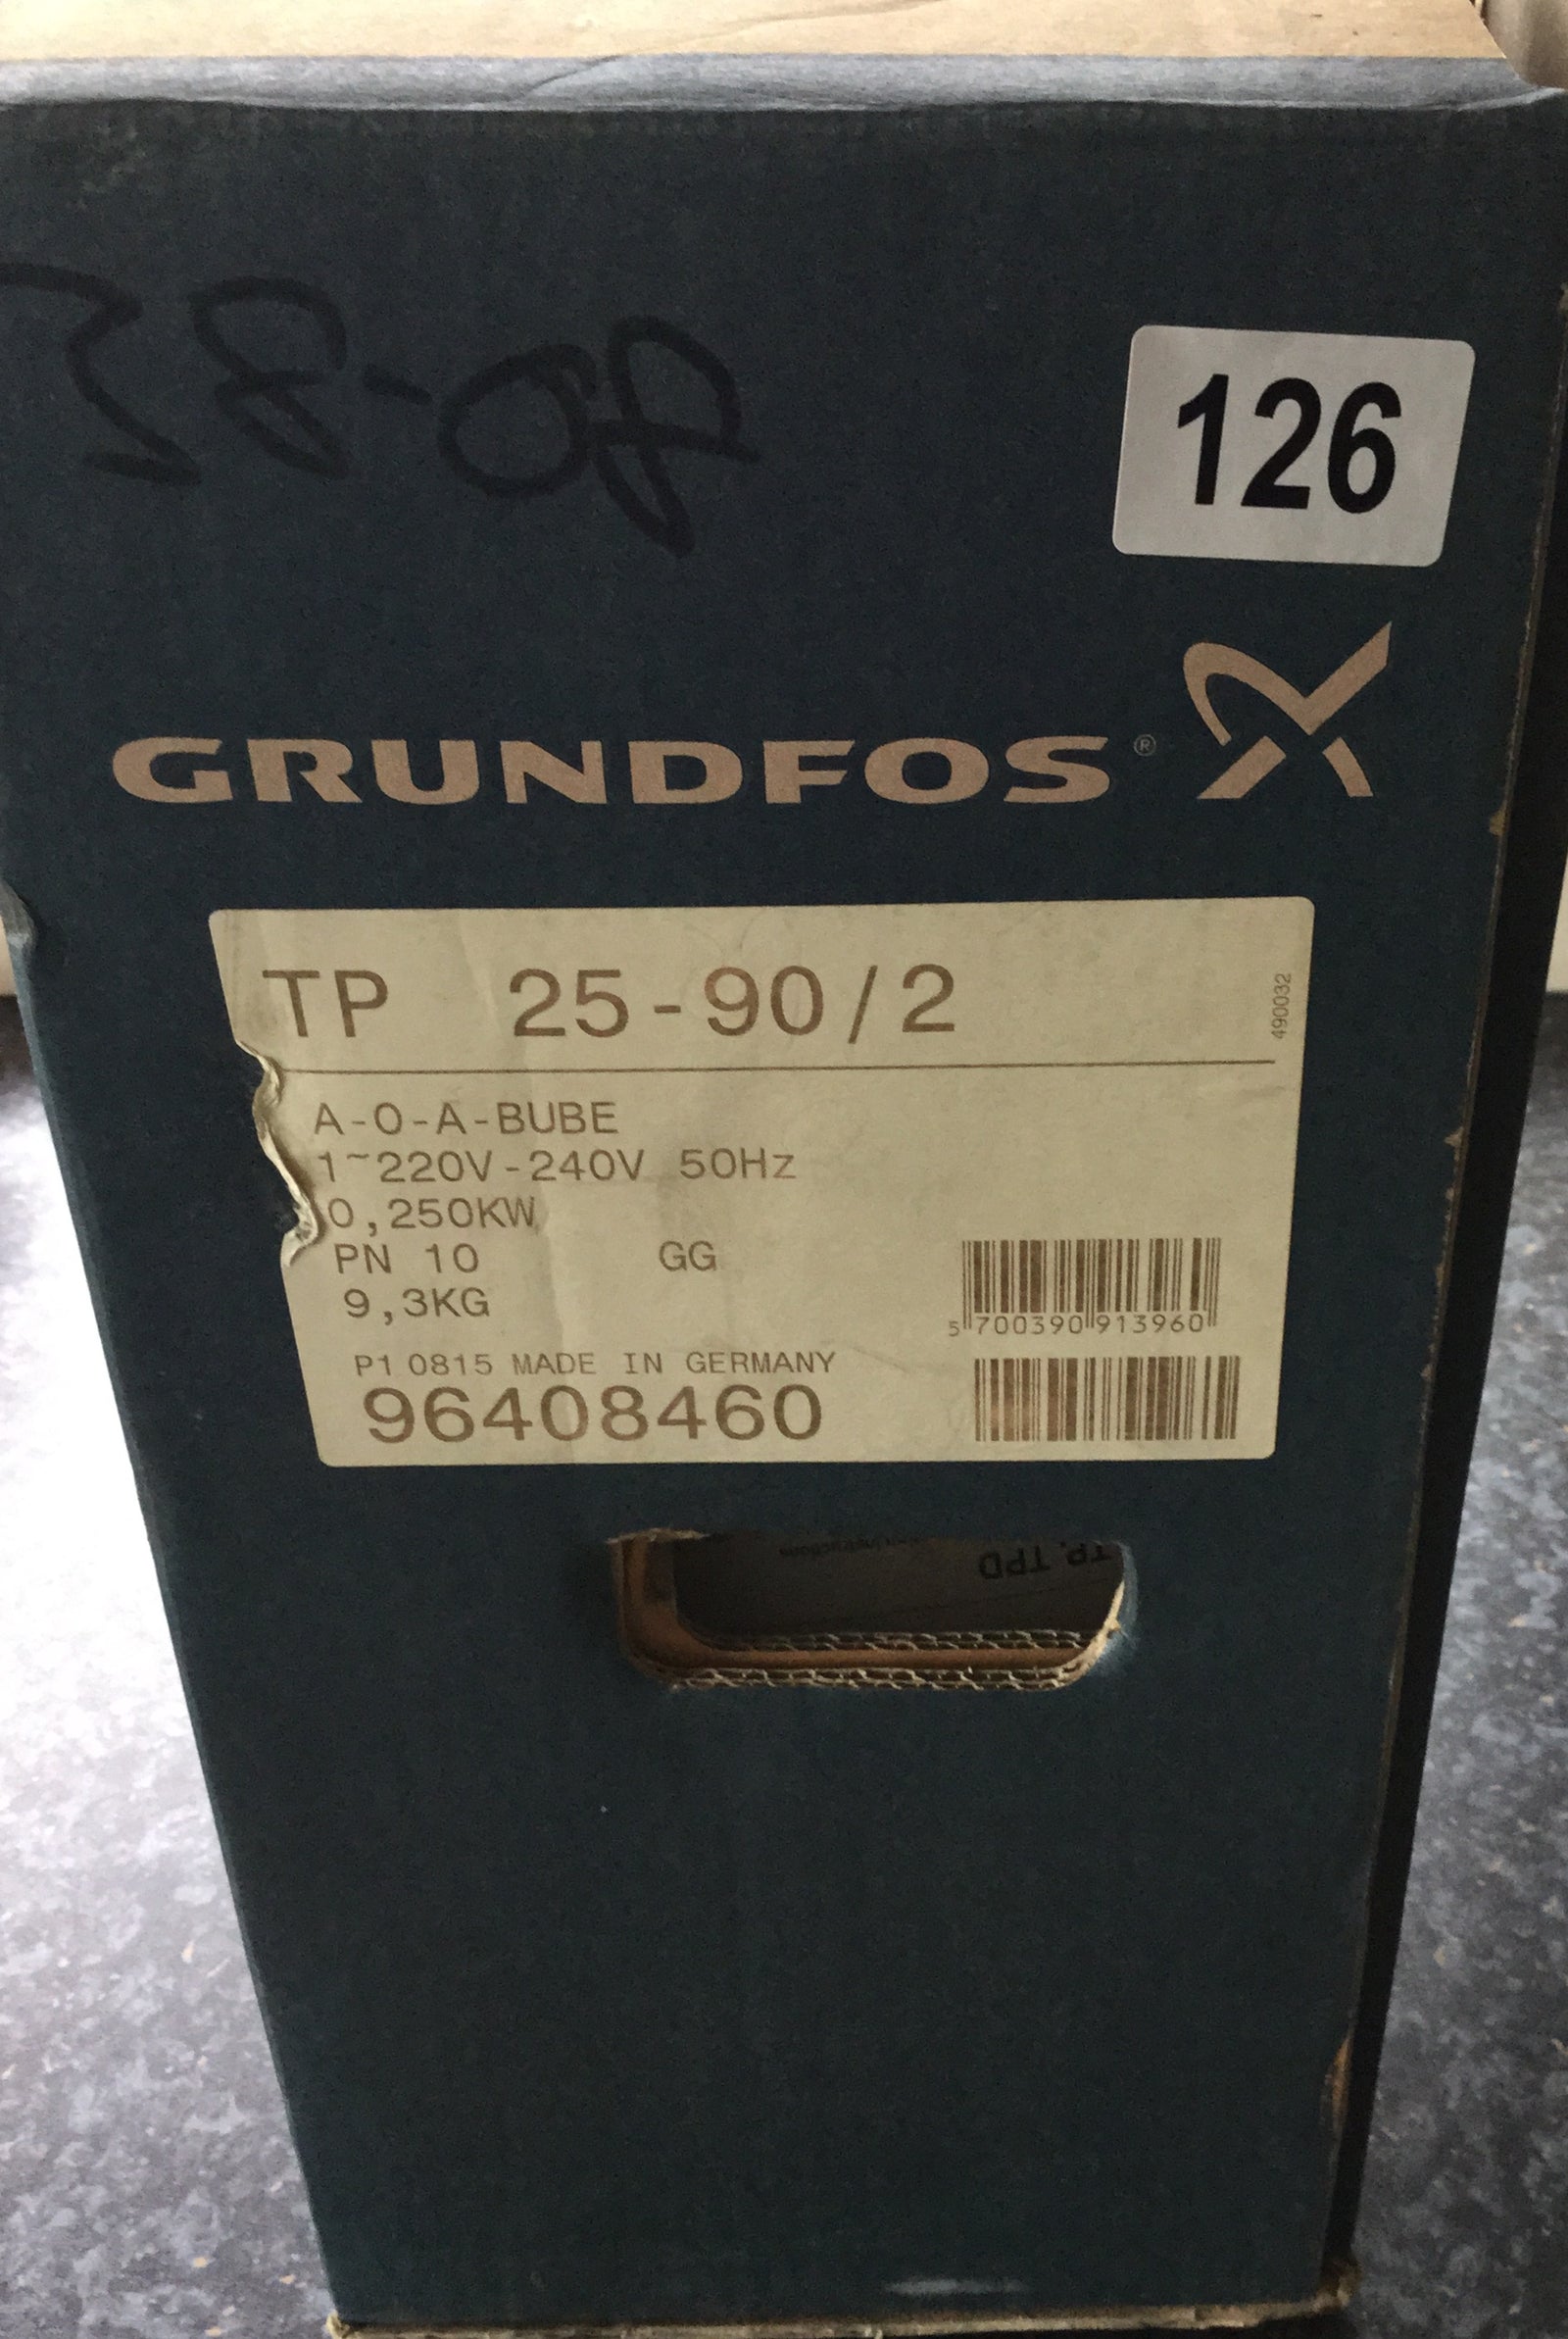 126
GRUNDFOS®
TP 25-90/2
490032
A-O-A-BUBE
1~220V-240V 50Hz
0,250KW
PN 10 GG
9,3KG
5 700390 913960
P1 0815 MADE IN GERMANY
96408460
TP, TPD
instructions